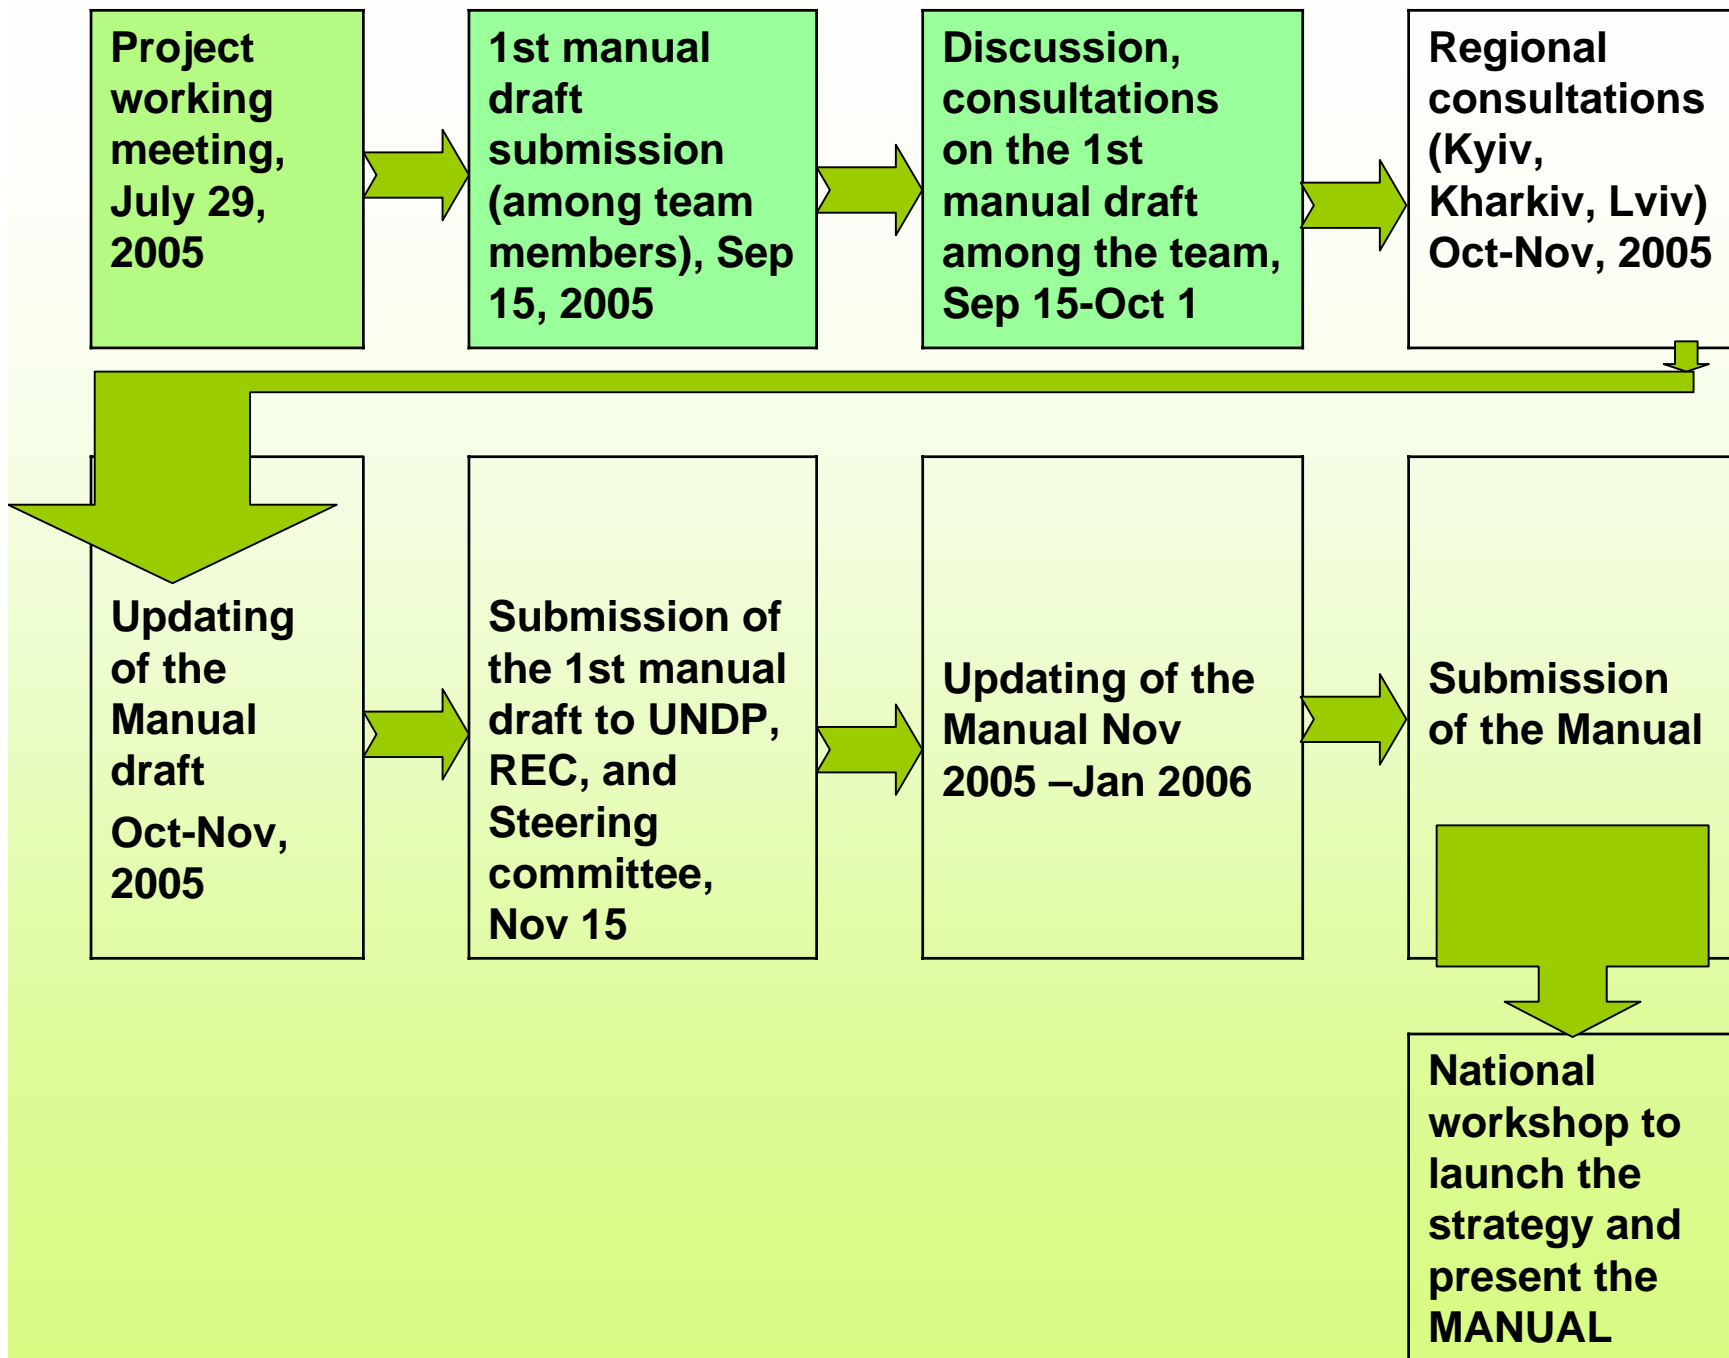 Project
working
meeting,
July 29,
2005
1st manual
draft
submission
(among team
members), Sep
15, 2005
Discussion,
consultations
on the 1st
manual draft
among the team,
Sep 15-Oct 1
Regional
consultations
(Kyiv,
Kharkiv, Lviv)
Oct-Nov, 2005
Updating
of the
Manual
draft
Oct-Nov,
2005
Submission of
the 1st manual
draft to UNDP,
REC, and
Steering
committee,
Nov 15
Updating of the
Manual Nov
2005 –Jan 2006
Submission
of the Manual
National
workshop to
launch the
strategy and
present the
MANUAL